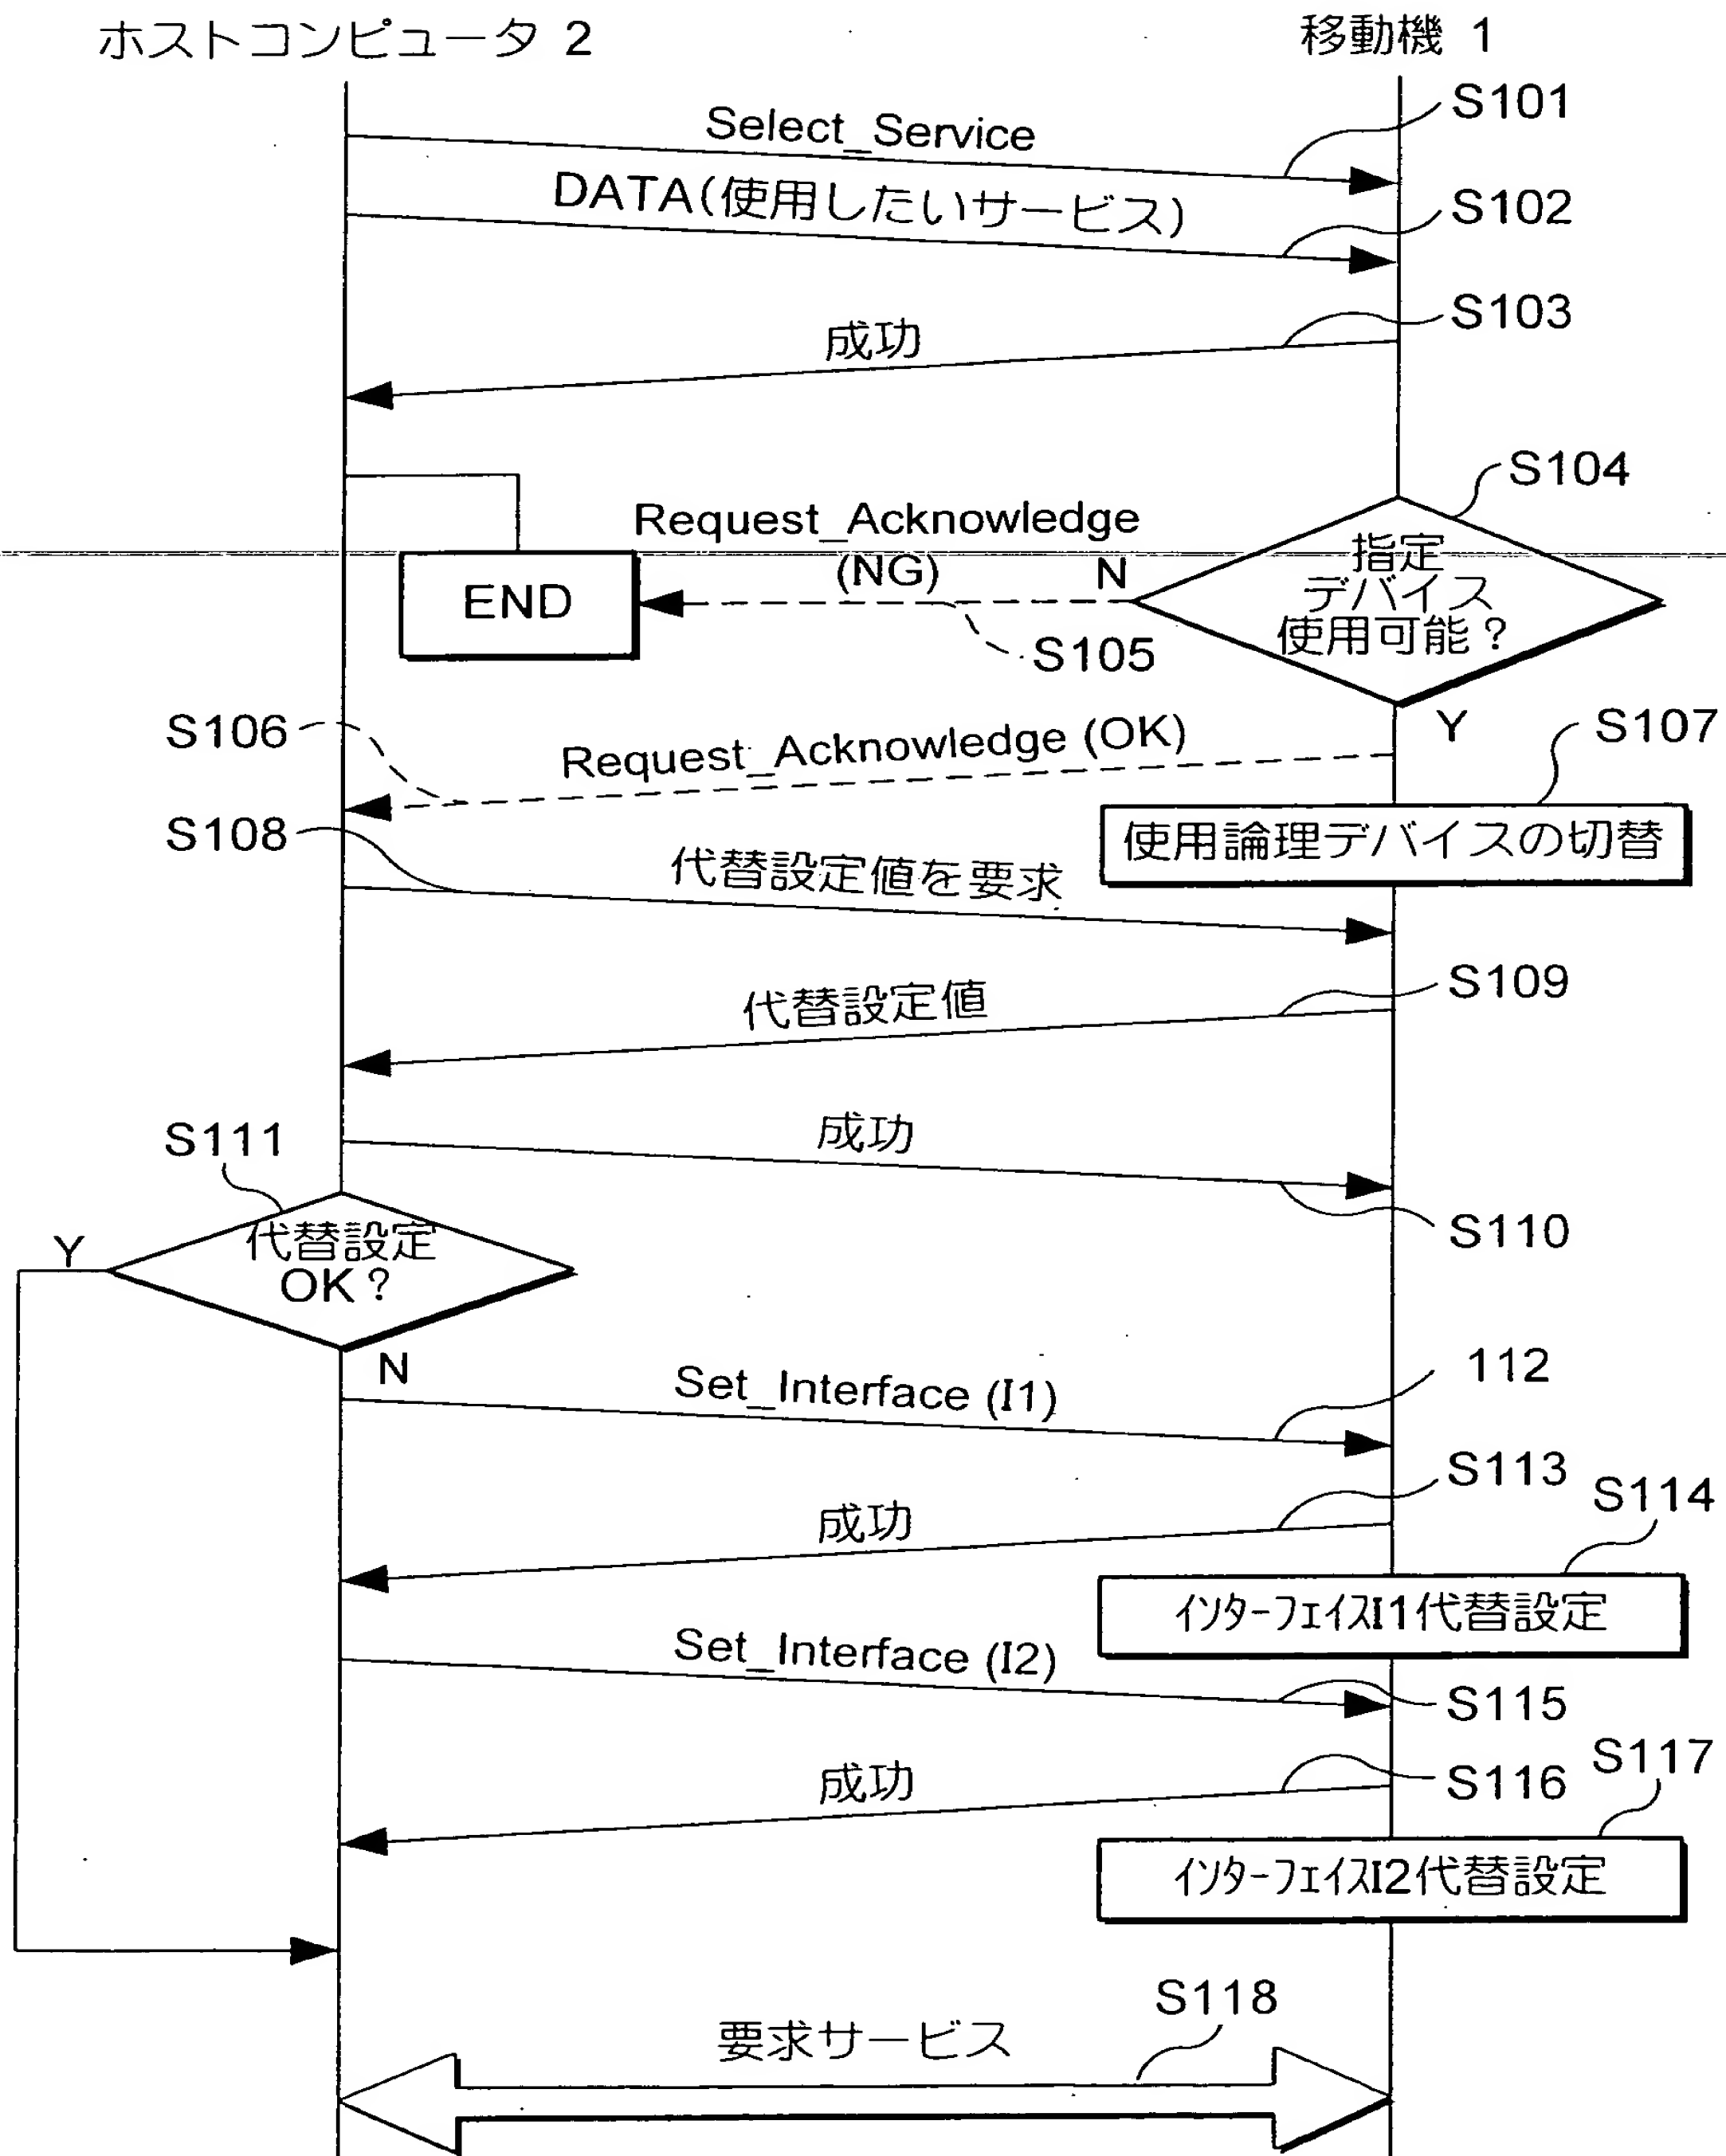 ホストコンピュータ 2
移動機 1
Select_Service
S101
DATA(使用したいサービス)
S102
成功
S103
S104
Request_Acknowledge
(NG)
N
指定
デバイス
使用可能?
END
S105
Y
S106
Request_Acknowledge (OK)
S107
使用論理デバイスの切替
S108
代替設定値を要求
代替設定値
S109
成功
S110
S111
代替設定
OK?
Y
N
Set_Interface (I1)
112
成功
S113
S114
インターフェイスI1代替設定
Set_Interface (I2)
S115
成功
S116
S117
インターフェイスI2代替設定
S118
要求サービス